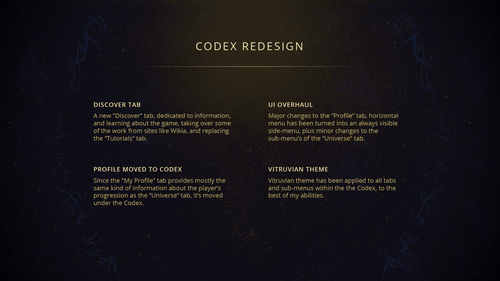 CODEX REDESIGN
DISCOVER TAB
A new "Discover" tab, dedicated to information,
and learning about the game, taking over some
of the work from sites like Wikia, and replacing
the "Tutorials" tab.
UI OVERHAUL
Major changes to the "Profile" tab, horizontal
menu has been turned into an always visible
side-menu, plus minor changes to the
sub-menu's of the "Universe" tab.
PROFILE MOVED TO CODEX
Since the "My Profile" tab provides mostly the
same kind of information about the player's
progression as the "Universe" tab, it's moved
under the Codex.
VITRUVIAN THEME
Vitruvian theme has been applied to all tabs
and sub-menus within the the Codex, to the
best of my abilities.